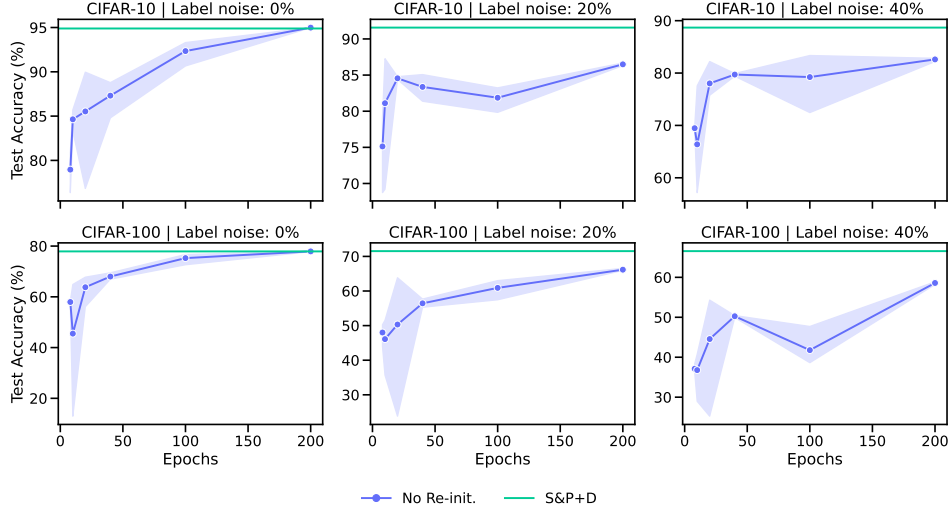 CIFAR-10 | Label noise: 0%
CIFAR-10 | Label noise: 20%
CIFAR-10 | Label noise: 40%
Test Accuracy (%)
95
90
85
80
90
85
80
75
70
90
80
70
60
CIFAR-100 | Label noise: 0%
CIFAR-100 | Label noise: 20%
CIFAR-100 | Label noise: 40%
Test Accuracy (%)
80
60
40
20
70
60
50
40
30
60
50
40
30
0 50 100 150 200
0 50 100 150 200
0 50 100 150 200
Epochs
Epochs
Epochs
No Re-init.
S&P+D